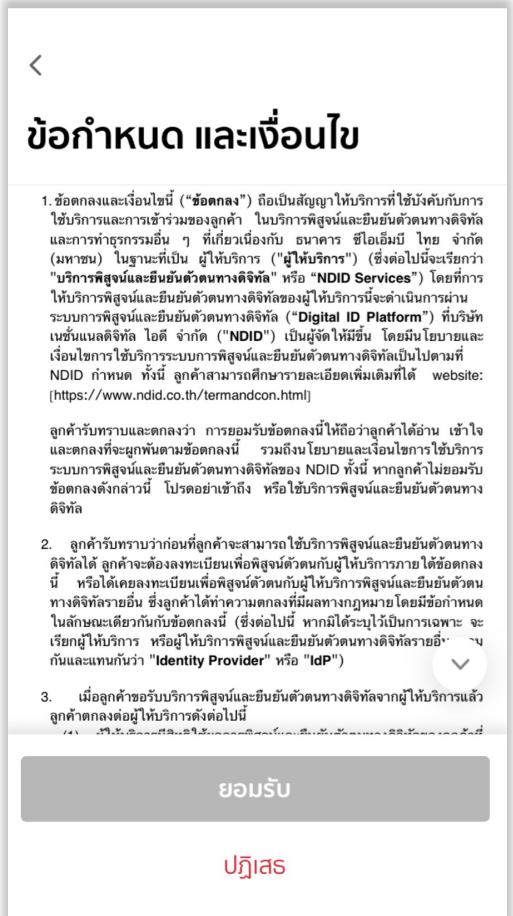 ข้อกำหนด และเงื่อนไข
1. ข้อตกลงและเงื่อนไขนี้ (“ข้อตกลง”) ถือเป็นสัญญาให้บริการที่ใช้บังคับกับการ
ใช้บริการและการเข้าร่วมของลูกค้า ในบริการพิสูจน์และยืนยันตัวตนทางดิจิทัล
และการทำธุรกรรมอื่น ๆ ที่เกี่ยวเนื่องกับ ธนาคาร ซีไอเอ็มบี ไทย จำกัด
(มหาชน) ในฐานะที่เป็น ผู้ให้บริการ ("ผู้ให้บริการ") (ซึ่งต่อไปนี้จะเรียกว่า
"บริการพิสูจน์และยืนยันตัวตนทางดิจิทัล" หรือ “NDID Services”) โดยที่การ
ให้บริการพิสูจน์และยืนยันตัวตนทางดิจิทัลของผู้ให้บริการนี้จะดำเนินการผ่าน
ระบบการพิสูจน์และยืนยันตัวตนทางดิจิทัล (“Digital ID Platform”) ที่บริษัท
เนชั่นแนลดิจิทัล ไอดี จำกัด ("NDID") เป็นผู้จัดให้มีขึ้น โดยมีนโยบายและ
เงื่อนไขการใช้บริการระบบการพิสูจน์และยืนยันตัวตนทางดิจิทัลเป็นไปตามที่
NDID กำหนด ทั้งนี้ ลูกค้าสามารถศึกษารายละเอียดเพิ่มเติมที่ได้ website:
[https://www.ndid.co.th/termandcon.html]
ลูกค้ารับทราบและตกลงว่า การยอมรับข้อตกลงนี้ให้ถือว่าลูกค้าได้อ่าน เข้าใจ
และตกลงที่จะผูกพันตามข้อตกลงนี้ รวมถึงนโยบายและเงื่อนไขการใช้บริการ
ระบบการพิสูจน์และยืนยันตัวตนทางดิจิทัลของ NDID ทั้งนี้ หากลูกค้าไม่ยอมรับ
ข้อตกลงดังกล่าวนี้ โปรดอย่าเข้าถึง หรือใช้บริการพิสูจน์และยืนยันตัวตนทาง
ดิจิทัล
2. ลูกค้ารับทราบว่าก่อนที่ลูกค้าจะสามารถใช้บริการพิสูจน์และยืนยันตัวตนทาง
ดิจิทัลได้ ลูกค้าจะต้องลงทะเบียนเพื่อพิสูจน์ตัวตนกับผู้ให้บริการภายใต้ข้อตกลง
นี้ หรือได้เคยลงทะเบียนเพื่อพิสูจน์ตัวตนกับผู้ให้บริการพิสูจน์และยืนยันตัวตน
ทางดิจิทัลรายอื่น ซึ่งลูกค้าได้ทำความตกลงที่มีผลทางกฎหมายโดยมีข้อกำหนด
ในลักษณะเดียวกันกับข้อตกลงนี้ (ซึ่งต่อไปนี้ หากมิได้ระบุไว้เป็นการเฉพาะ จะ
เรียกผู้ให้บริการ หรือผู้ให้บริการพิสูจน์และยืนยันตัวตนทางดิจิทัลรายอื่น
กันและแทนกันว่า "Identity Provider" หรือ "IdP")
3. เมื่อลูกค้าขอรับบริการพิสูจน์และยืนยันตัวตนทางดิจิทัลจากผู้ให้บริการแล้ว
ลูกค้าตกลงต่อผู้ให้บริการดังต่อไปนี้
ยอมรับ
ปฏิเสธ